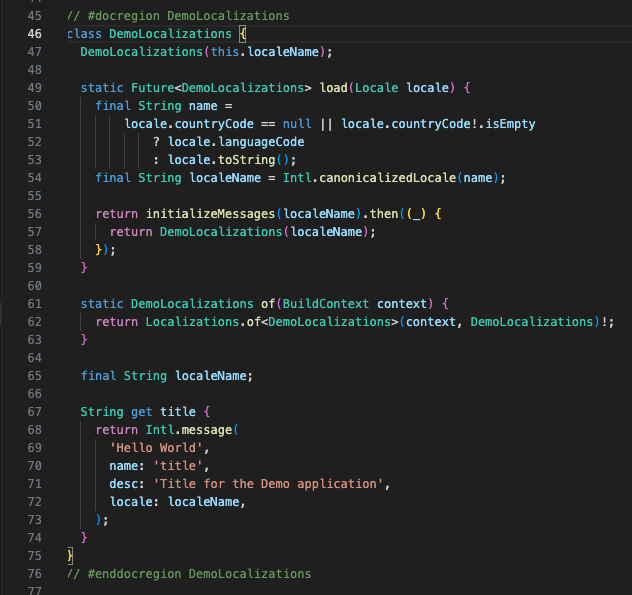 45 // #docregion DemoLocalizations
46 class DemoLocalizations {
47   DemoLocalizations(this.localeName);
48
49   static Future<DemoLocalizations> load(Locale locale) {
50     final String name =
51         locale.countryCode == null || locale.countryCode!.isEmpty
52             ? locale.languageCode
53             : locale.toString();
54     final String localeName = Intl.canonicalizedLocale(name);
55
56     return initializeMessages(localeName).then((_) {
57       return DemoLocalizations(localeName);
58     });
59   }
60
61   static DemoLocalizations of(BuildContext context) {
62     return Localizations.of<DemoLocalizations>(context, DemoLocalizations)!;
63   }
64
65   final String localeName;
66
67   String get title {
68     return Intl.message(
69       'Hello World',
70       name: 'title',
71       desc: 'Title for the Demo application',
72       locale: localeName,
73     );
74   }
75 }
76 // #enddocregion DemoLocalizations
77